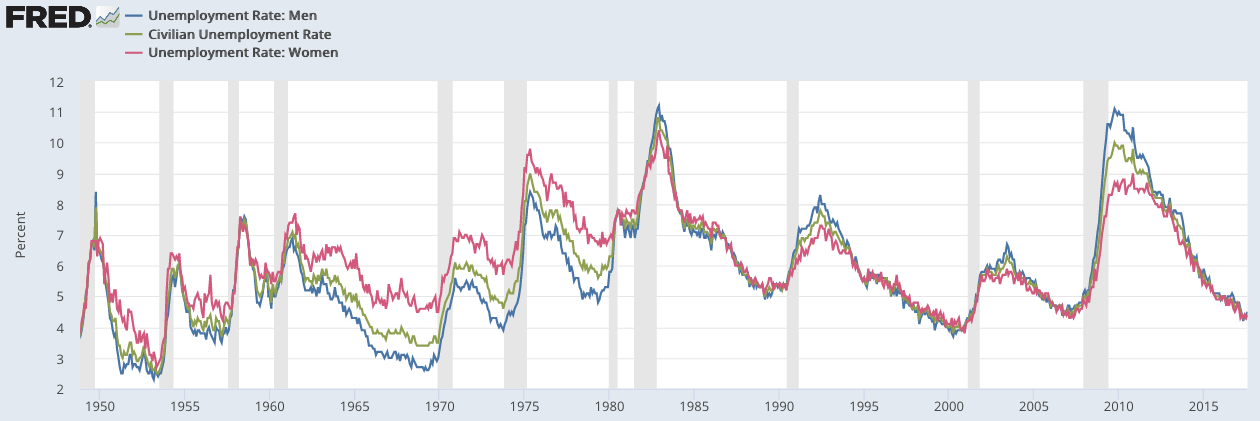 FRED
Unemployment Rate: Men
Civilian Unemployment Rate
Unemployment Rate: Women
12
11
10
9
8
7
6
5
4
3
2
Percent
1950 1955 1960 1965 1970 1975 1980 1985 1990 1995 2000 2005 2010 2015